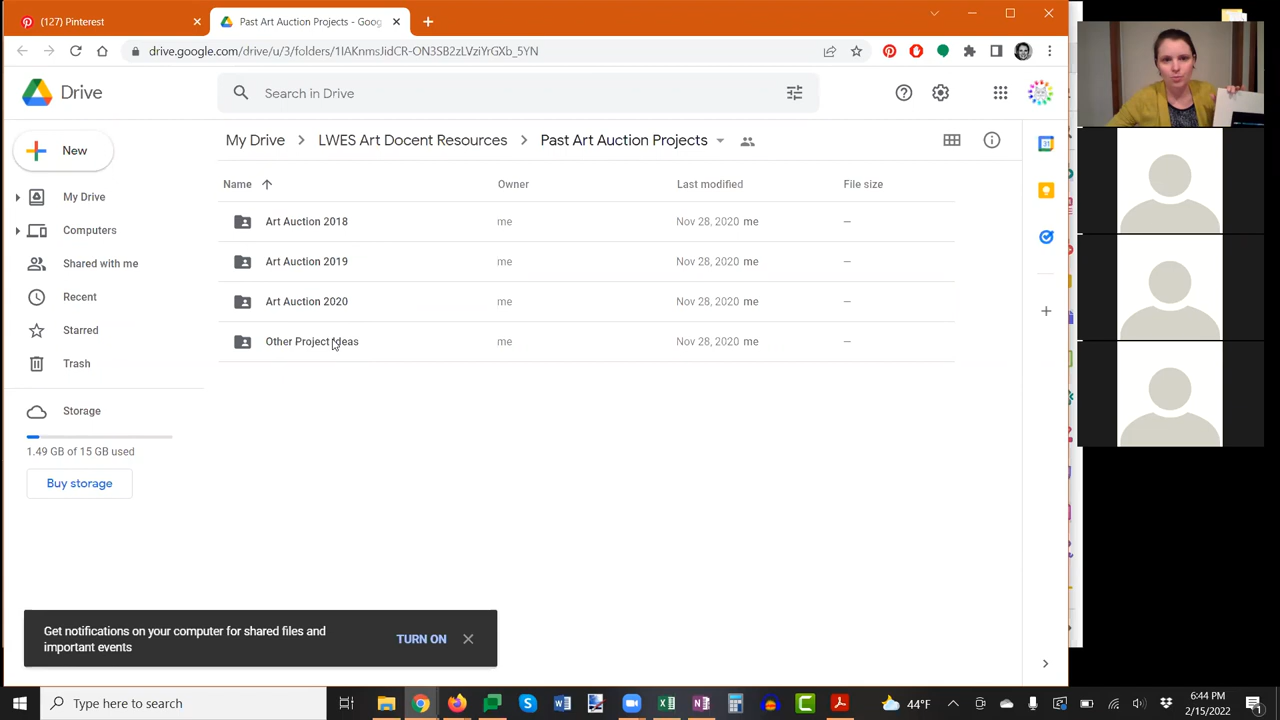 (127) Pinterest
Past Art Auction Projects - Goog
drive.google.com/drive/u/3/folders/1IAKnmsJidCR-ON3SB2zLVziYrGXb_5YN
Drive
Search in Drive
New
My Drive
Computers
Shared with me
Recent
Starred
Trash
Storage
1.49 GB of 15 GB used
Buy storage
My Drive > LWES Art Docent Resources > Past Art Auction Projects
Name Owner Last modified File size
Art Auction 2018 me Nov 28, 2020 me –
Art Auction 2019 me Nov 28, 2020 me –
Art Auction 2020 me Nov 28, 2020 me –
Other Project Ideas me Nov 28, 2020 me –
31
Get notifications on your computer for shared files and
important events
TURN ON
Type here to search
44°F
6:44 PM
2/15/2022
1